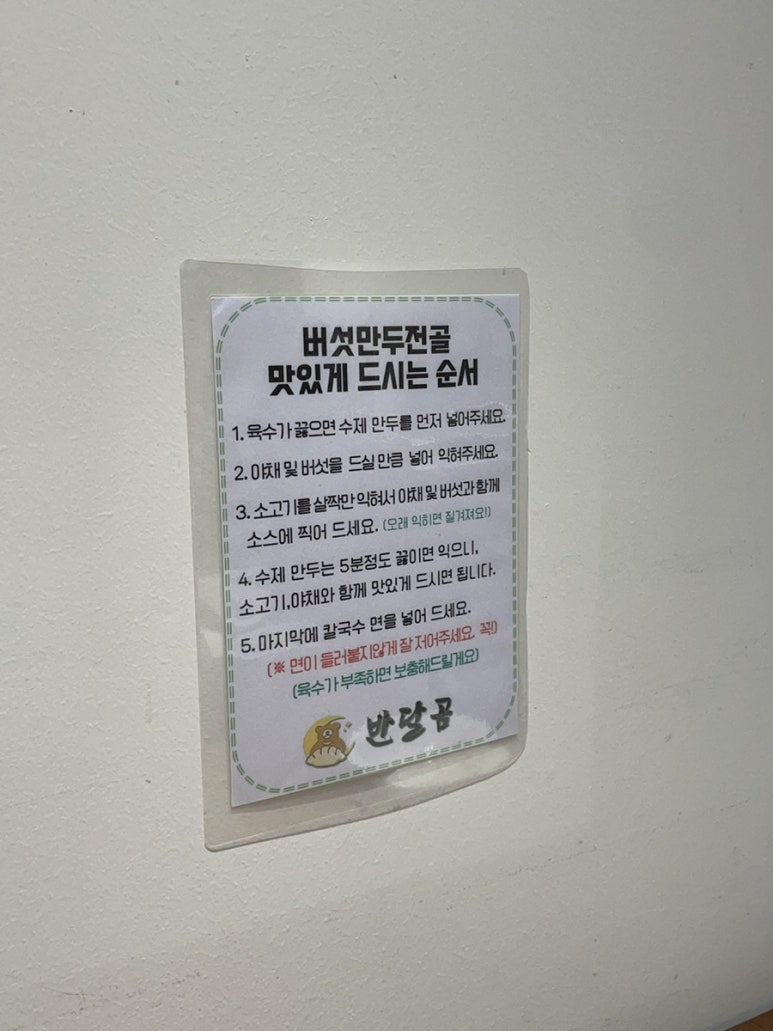 버섯만두전골
맛있게 드시는 순서
1. 육수가 끓으면 수제 만두를 먼저 넣어주세요.
2. 야채 및 버섯을 드실 만큼 넣어 익혀주세요.
3. 소고기를 살짝만 익혀서 야채 및 버섯과 함께
소스에 찍어 드세요. (오래 익히면 질겨져요!)
4. 수제 만두는 5분정도 끓이면 익으니,
소고기,야채와 함께 맛있게 드시면 됩니다.
5. 마지막에 칼국수 면을 넣어 드세요.
(※ 면이 들러붙지않게 잘 저어주세요. 꼭!)
(육수가 부족하면 보충해드릴게요)
반달곰